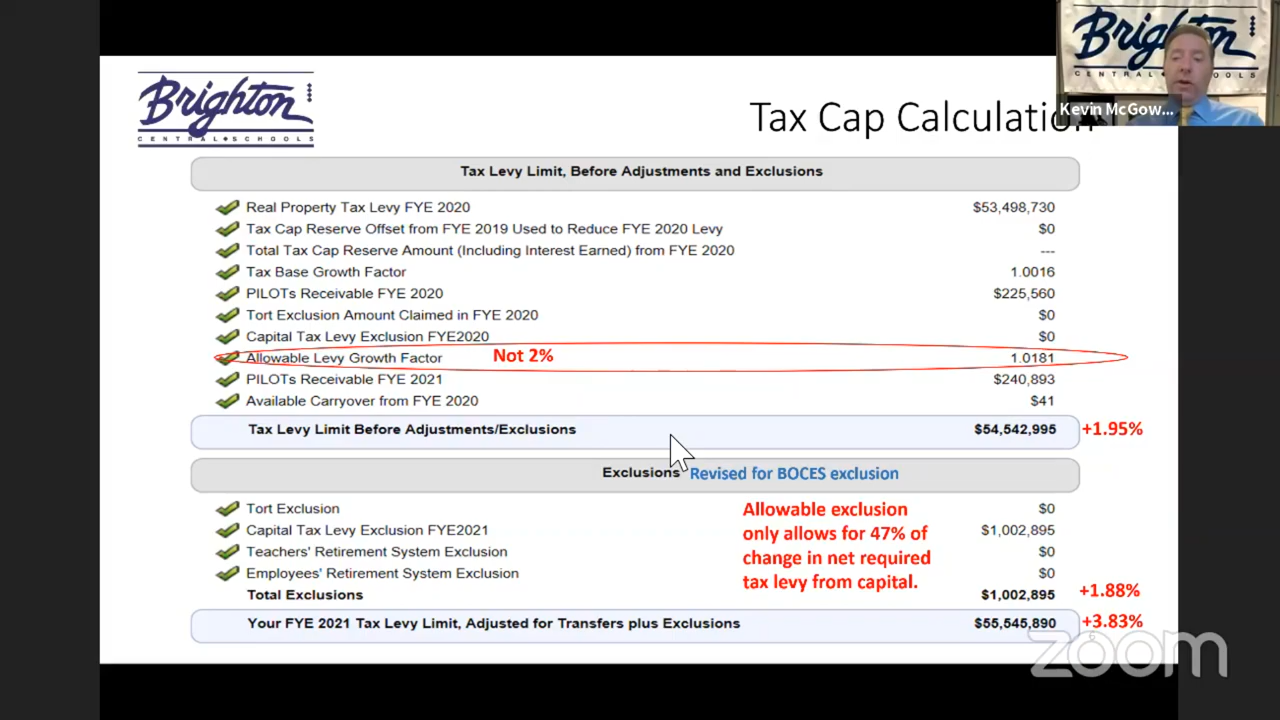 Brighton
CENTRAL SCHOOLS
Brighton
CENTRAL SCHOOLS
Kevin McGow...
Tax Cap Calculation
Tax Levy Limit, Before Adjustments and Exclusions
Real Property Tax Levy FYE 2020 $53,498,730
Tax Cap Reserve Offset from FYE 2019 Used to Reduce FYE 2020 Levy $0
Total Tax Cap Reserve Amount (Including Interest Earned) from FYE 2020 ---
Tax Base Growth Factor 1.0016
PILOTs Receivable FYE 2020 $225,560
Tort Exclusion Amount Claimed in FYE 2020 $0
Capital Tax Levy Exclusion FYE2020 $0
Allowable Levy Growth Factor Not 2% 1.0181
PILOTs Receivable FYE 2021 $240,893
Available Carryover from FYE 2020 $41
Tax Levy Limit Before Adjustments/Exclusions $54,542,995 +1.95%
Exclusions Revised for BOCES exclusion
Tort Exclusion $0
Capital Tax Levy Exclusion FYE2021 $1,002,895
Teachers' Retirement System Exclusion $0
Employees' Retirement System Exclusion $0
Allowable exclusion
only allows for 47% of
change in net required
tax levy from capital.
Total Exclusions $1,002,895 +1.88%
Your FYE 2021 Tax Levy Limit, Adjusted for Transfers plus Exclusions $55,545,890 +3.83%
zoom